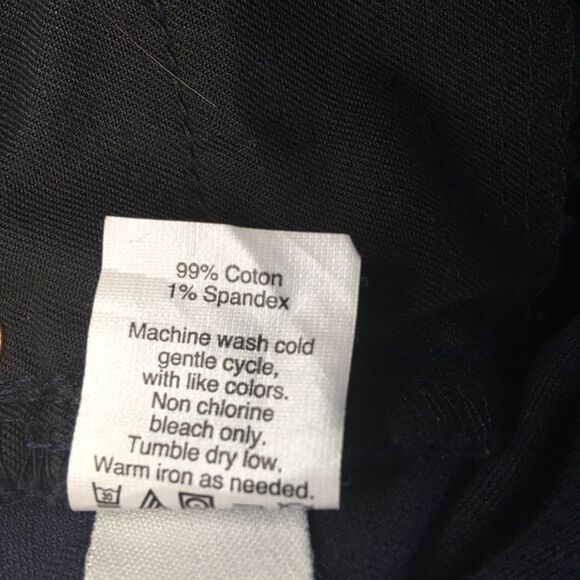 99% Coton
1% Spandex
Machine wash cold
gentle cycle,
with like colors.
Non chlorine
bleach only.
Tumble dry low.
Warm iron as needed.
30